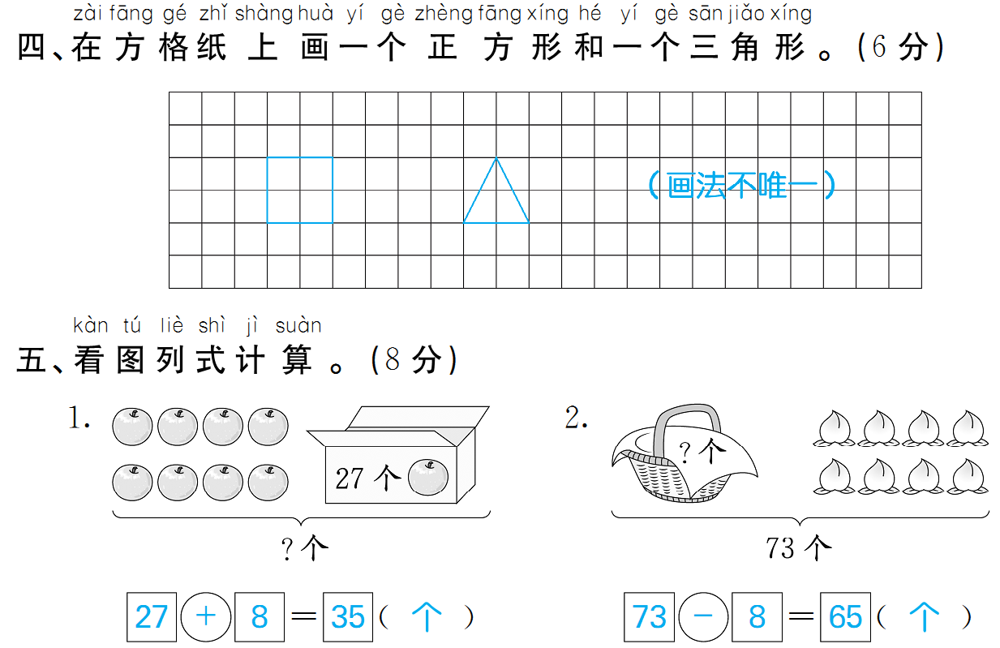 zài fāng gé zhǐ shàng huà yí gè zhèng fāng xíng hé yí gè sān jiǎo xíng
四、在方格纸上画一个正方形和一个三角形。(6分)
(画法不唯一)
kàn tú liè shì jì suàn
五、看图列式计算。(8分)
1.
27个
?个
27+8=35(个)
2.
?个
73个
73-8=65(个)